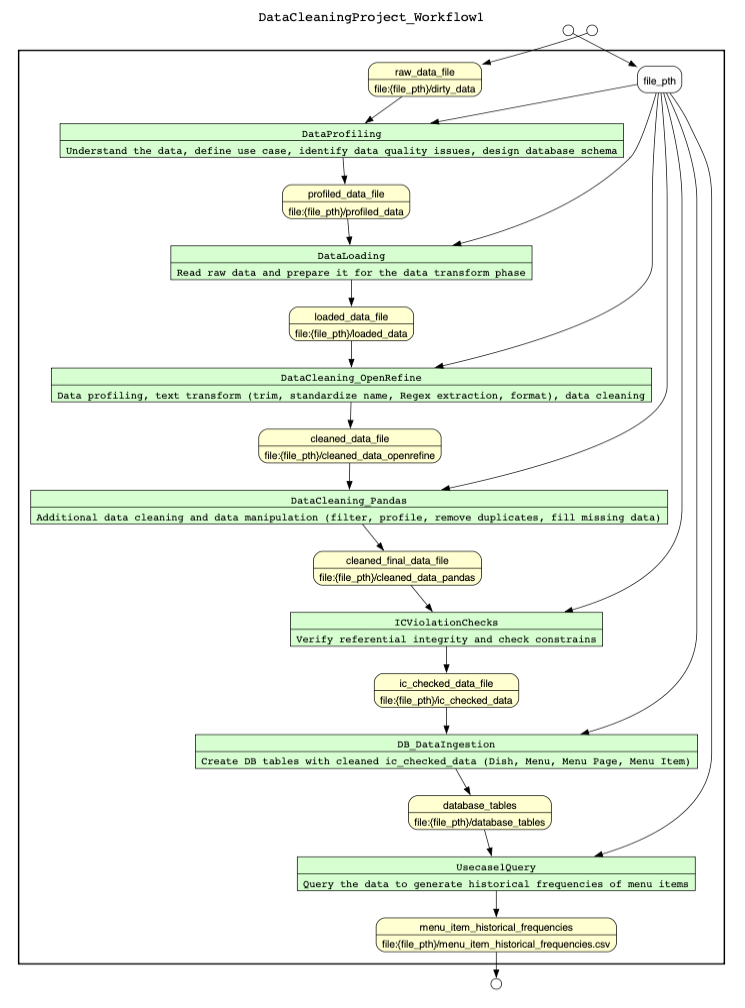 DataCleaningProject_Workflow1
raw_data_file
file:{file_pth}/dirty_data
file_pth
DataProfiling
Understand the data, define use case, identify data quality issues, design database schema
profiled_data_file
file:{file_pth}/profiled_data
DataLoading
Read raw data and prepare it for the data transform phase
loaded_data_file
file:{file_pth}/loaded_data
DataCleaning_OpenRefine
Data profiling, text transform (trim, standardize name, Regex extraction, format), data cleaning
cleaned_data_file
file:{file_pth}/cleaned_data_openrefine
DataCleaning_Pandas
Additional data cleaning and data manipulation (filter, profile, remove duplicates, fill missing data)
cleaned_final_data_file
file:{file_pth}/cleaned_data_pandas
ICViolationChecks
Verify referential integrity and check constrains
ic_checked_data_file
file:{file_pth}/ic_checked_data
DB_DataIngestion
Create DB tables with cleaned ic_checked_data (Dish, Menu, Menu Page, Menu Item)
database_tables
file:{file_pth}/database_tables
Usecase1Query
Query the data to generate historical frequencies of menu items
menu_item_historical_frequencies
file:{file_pth}/menu_item_historical_frequencies.csv